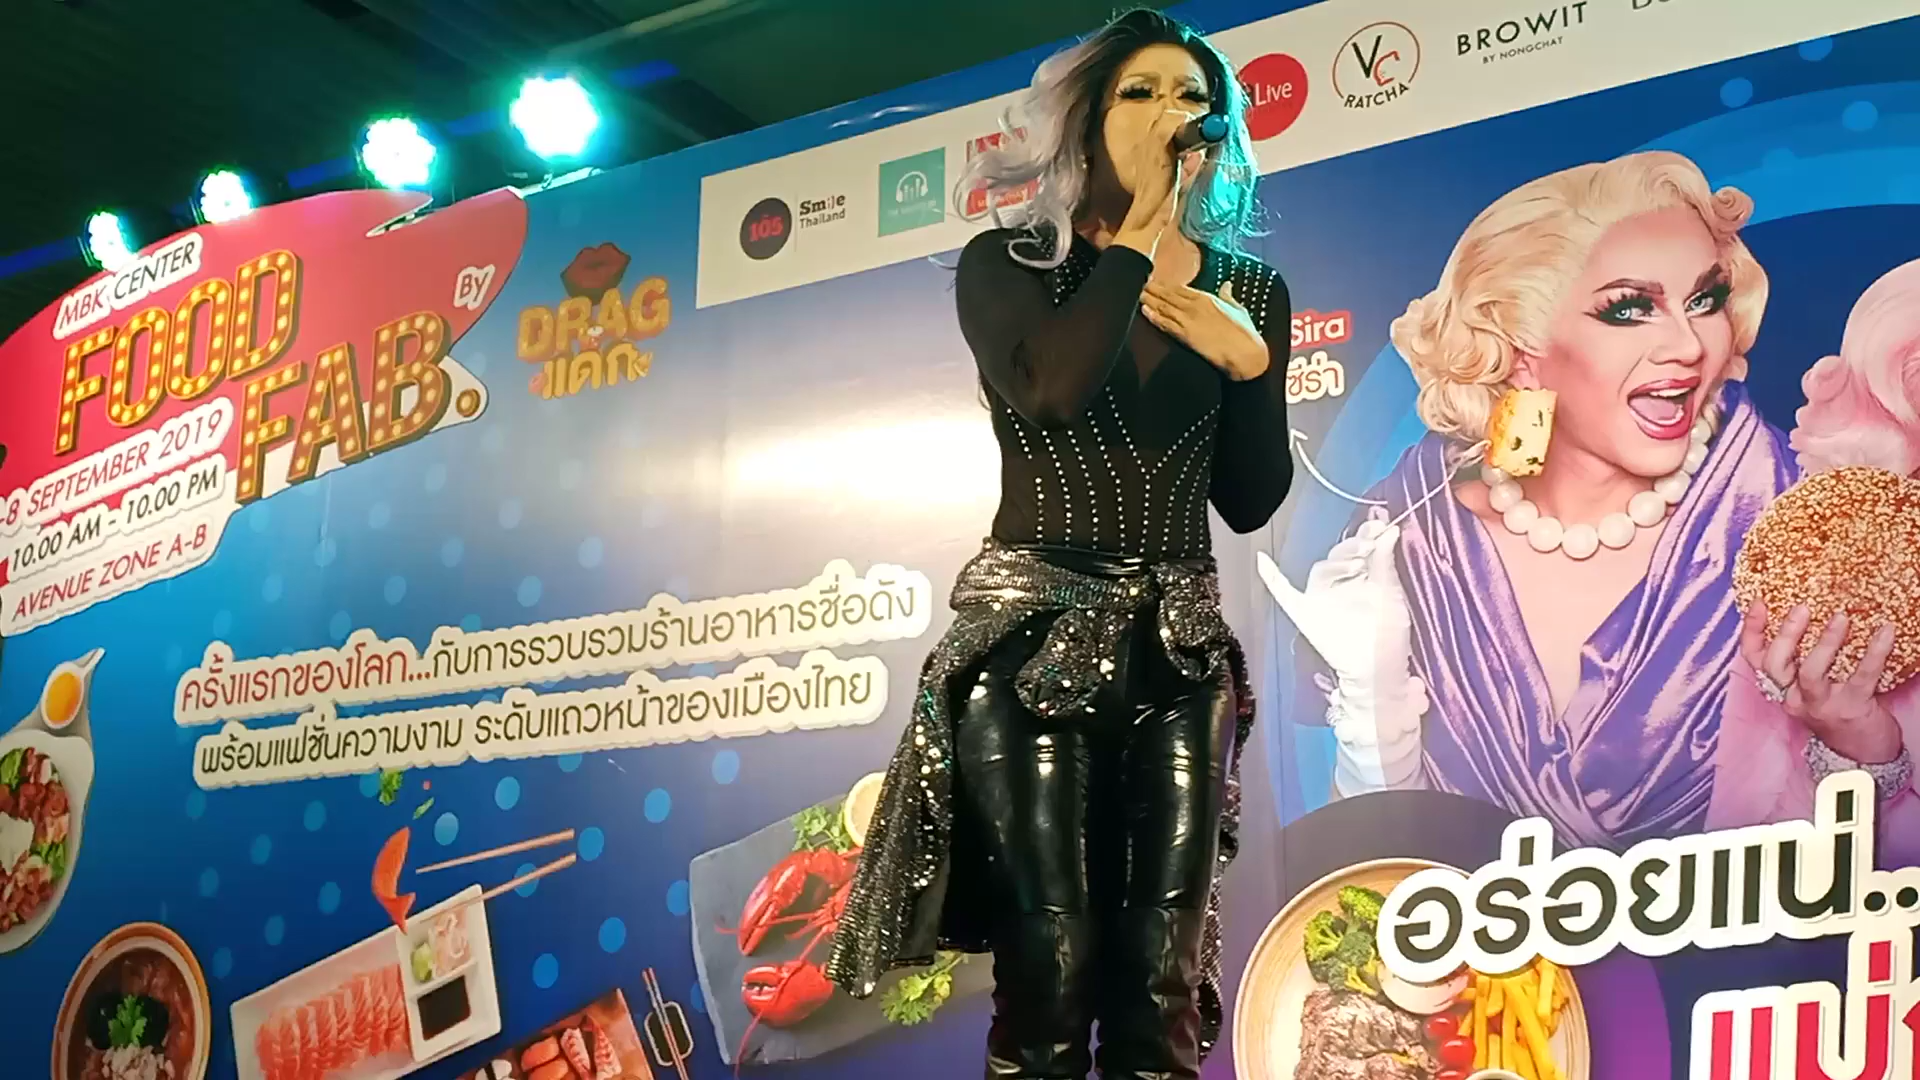 MBK CENTER
FOOD
FAB.
By
DRAG
แด๊ก
-8 SEPTEMBER 2019
10.00 AM - 10.00 PM
AVENUE ZONE A-B
105
Smile
Thailand
Live
VC
RATCHA
BROWIT
BY NONGCHAT
Sira
ซีร่า
ครั้งแรกของโลก...กับการรวบรวมร้านอาหารชื่อดัง
พร้อมแฟชั่นความงาม ระดับแถวหน้าของเมืองไทย
อร่อยแน่..